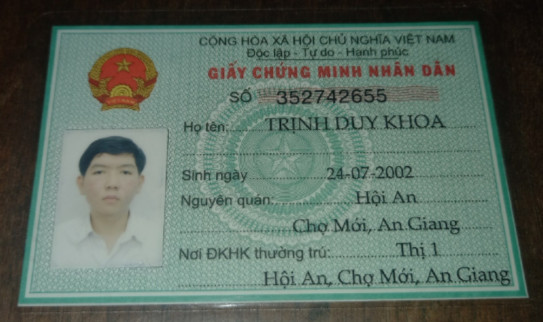 CỘNG HÒA XÃ HỘI CHỦ NGHĨA VIỆT NAM
Độc lập - Tự do - Hạnh phúc
GIẤY CHỨNG MINH NHÂN DÂN
SỐ 352742655
Họ tên: TRỊNH DUY KHOA
Sinh ngày 24-07-2002
Nguyên quán: Hội An
Chợ Mới, An Giang
Nơi ĐKHK thường trú: Thị 1
Hội An, Chợ Mới, An Giang